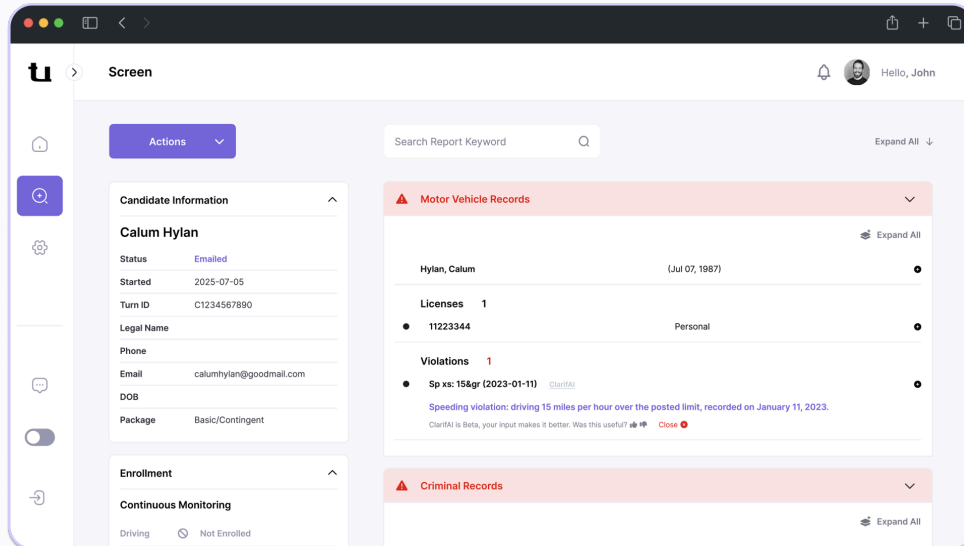 Screen
Hello, John
Actions
Search Report Keyword
Expand All
Candidate Information
Calum Hylan
Status Emailed
Started 2025-07-05
Turn ID C1234567890
Legal Name
Phone
Email calumhylan@goodmail.com
DOB
Package Basic/Contingent
Enrollment
Continuous Monitoring
Driving Not Enrolled
Motor Vehicle Records
Expand All
Hylan, Calum (Jul 07, 1987)
Licenses 1
11223344 Personal
Violations 1
Sp xs: 15&gr (2023-01-11) ClarifAI
Speeding violation: driving 15 miles per hour over the posted limit, recorded on January 11, 2023.
ClarifAI is Beta, your input makes it better. Was this useful? Close
Criminal Records
Expand All